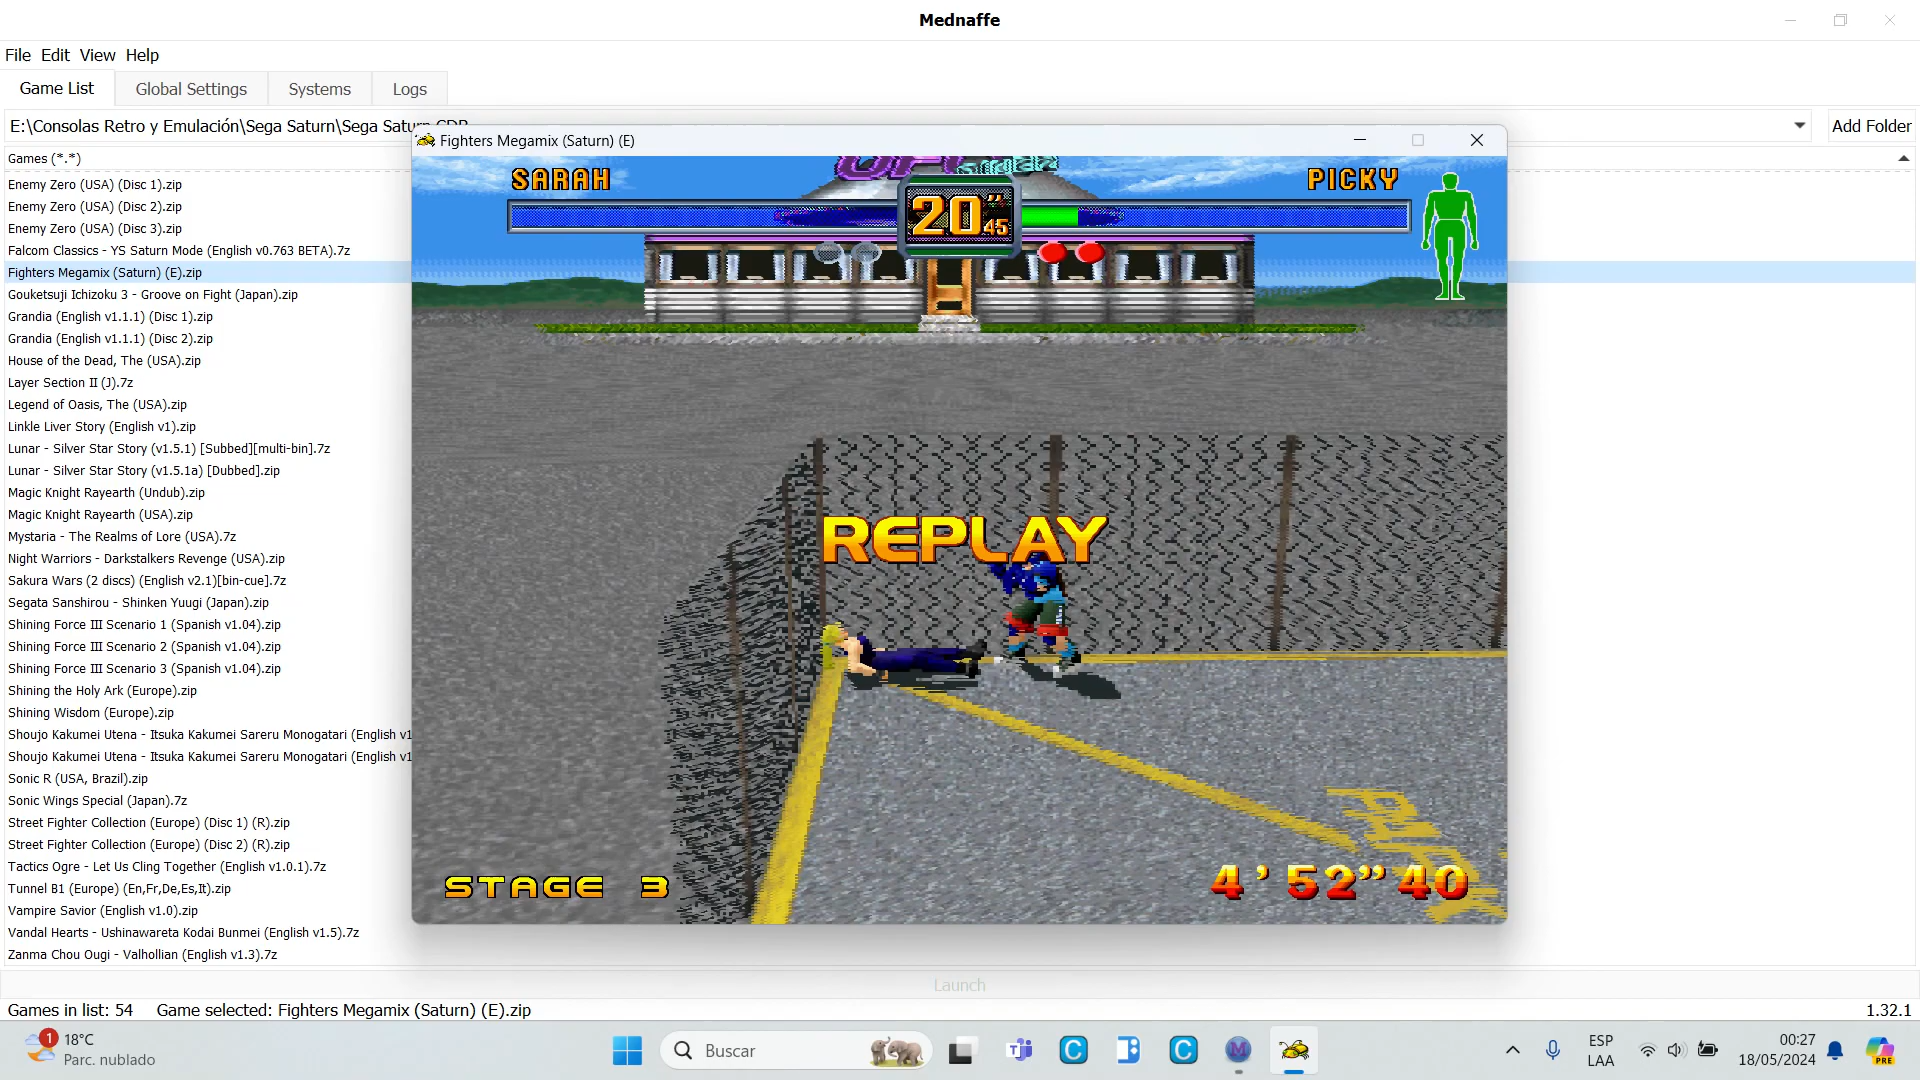 Mednaffe
File Edit View Help
Game List Global Settings Systems Logs
E:\Consolas Retro y Emulación\Sega Saturn\Sega Saturn CDR
Add Folder
Games (*.*)
Enemy Zero (USA) (Disc 1).zip
Enemy Zero (USA) (Disc 2).zip
Enemy Zero (USA) (Disc 3).zip
Falcom Classics - YS Saturn Mode (English v0.763 BETA).7z
Fighters Megamix (Saturn) (E).zip
Gouketsuji Ichizoku 3 - Groove on Fight (Japan).zip
Grandia (English v1.1.1) (Disc 1).zip
Grandia (English v1.1.1) (Disc 2).zip
House of the Dead, The (USA).zip
Layer Section II (J).7z
Legend of Oasis, The (USA).zip
Linkle Liver Story (English v1).zip
Lunar - Silver Star Story (v1.5.1) [Subbed][multi-bin].7z
Lunar - Silver Star Story (v1.5.1a) [Dubbed].zip
Magic Knight Rayearth (Undub).zip
Magic Knight Rayearth (USA).zip
Mystaria - The Realms of Lore (USA).7z
Night Warriors - Darkstalkers Revenge (USA).zip
Sakura Wars (2 discs) (English v2.1)[bin-cue].7z
Segata Sanshirou - Shinken Yuugi (Japan).zip
Shining Force III Scenario 1 (Spanish v1.04).zip
Shining Force III Scenario 2 (Spanish v1.04).zip
Shining Force III Scenario 3 (Spanish v1.04).zip
Shining the Holy Ark (Europe).zip
Shining Wisdom (Europe).zip
Shoujo Kakumei Utena - Itsuka Kakumei Sareru Monogatari (English v1
Shoujo Kakumei Utena - Itsuka Kakumei Sareru Monogatari (English v1
Sonic R (USA, Brazil).zip
Sonic Wings Special (Japan).7z
Street Fighter Collection (Europe) (Disc 1) (R).zip
Street Fighter Collection (Europe) (Disc 2) (R).zip
Tactics Ogre - Let Us Cling Together (English v1.0.1).7z
Tunnel B1 (Europe) (En,Fr,De,Es,It).zip
Vampire Savior (English v1.0).zip
Vandal Hearts - Ushinawareta Kodai Bunmei (English v1.5).7z
Zanma Chou Ougi - Valhollian (English v1.3).7z
Fighters Megamix (Saturn) (E)
SARAH
PICKY
20"45
REPLAY
STAGE 3
4'52"40
Launch
Games in list: 54 Game selected: Fighters Megamix (Saturn) (E).zip
1.32.1
1
18°C
Parc. nublado
Buscar
ESP
LAA
00:27
18/05/2024
PRE